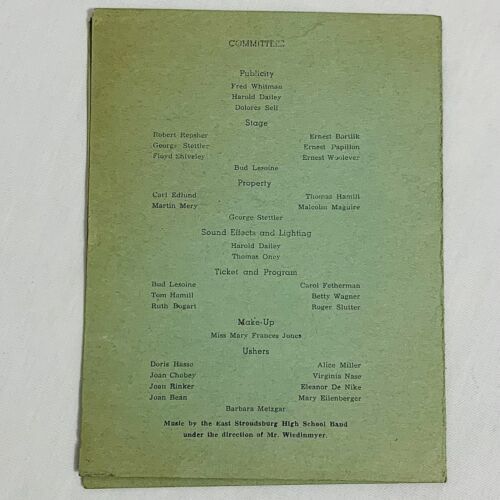 COMMITTEES
Publicity
Fred Whitman
Harold Dailey
Dolores Sell
Stage
Robert Repsher Ernest Bortlik
George Stettler Ernest Papillon
Floyd Shiveley Ernest Woolever
Bud Lesoine
Property
Carl Edlund Thomas Hamill
Martin Mery Malcolm Maguire
George Stettler
Sound Effects and Lighting
Harold Dailey
Thomas Oney
Ticket and Program
Bud Lesoine Carol Fetherman
Tom Hamill Betty Wagner
Ruth Bogart Roger Slutter
Make-Up
Miss Mary Frances Jones
Ushers
Doris Hasso Alice Miller
Joan Chobey Virginia Nase
Joan Rinker Eleanor De Nike
Joan Bean Mary Eilenberger
Barbara Metzgar
Music by the East Stroudsburg High School Band
under the direction of Mr. Wiedinmyer.